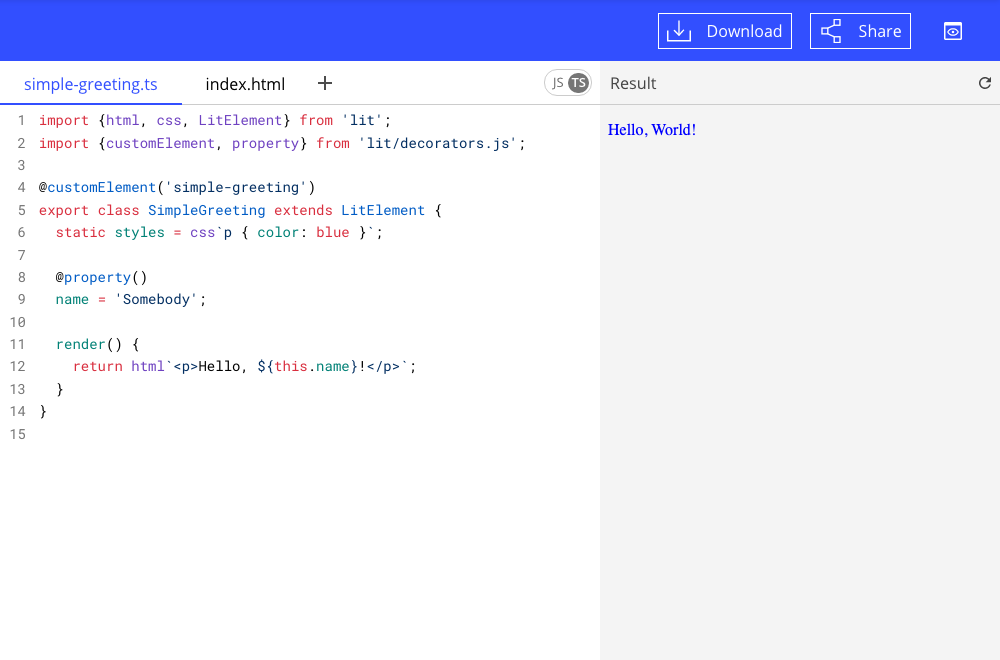 Download Share
simple-greeting.ts index.html + JS TS Result
1 import {html, css, LitElement} from 'lit';
Hello, World!
2 import {customElement, property} from 'lit/decorators.js';
3
4 @customElement('simple-greeting')
5 export class SimpleGreeting extends LitElement {
6   static styles = css`p { color: blue }`;
7
8   @property()
9   name = 'Somebody';
10
11   render() {
12     return html`<p>Hello, ${this.name}!</p>`;
13   }
14 }
15